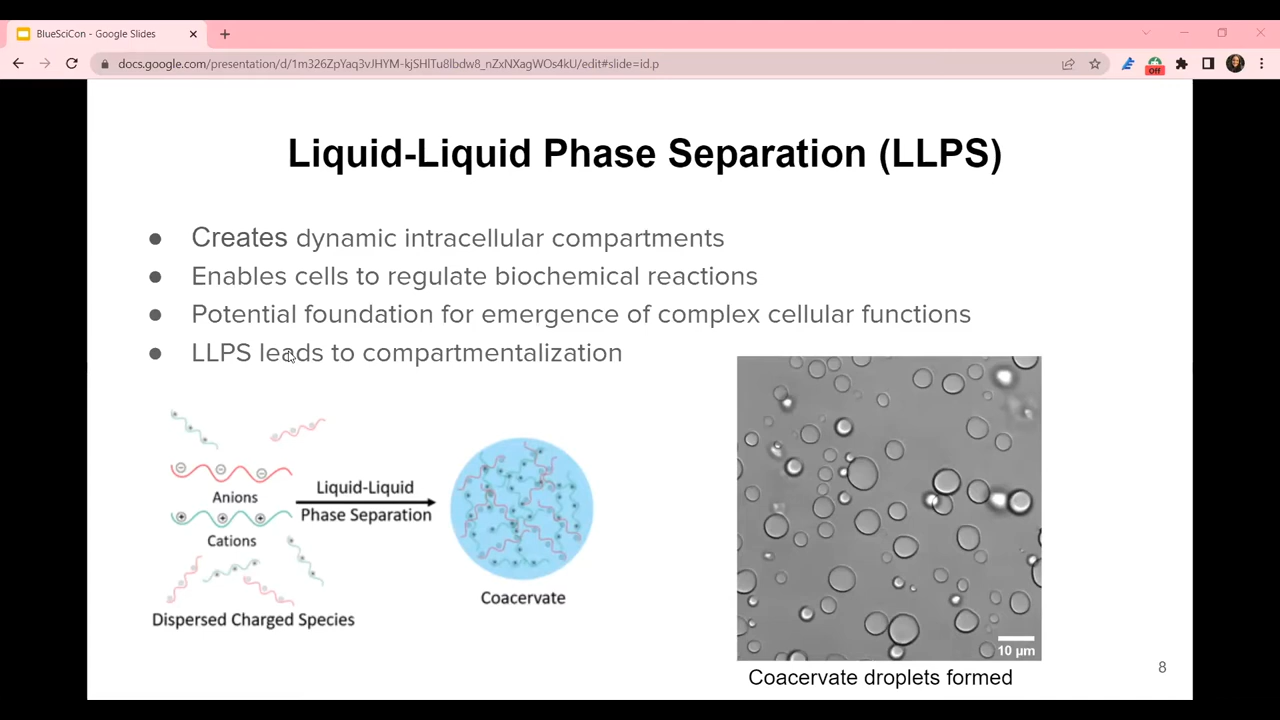 BlueSciCon - Google Slides
docs.google.com/presentation/d/1m326ZpYaq3vJHYM-kjSHlTu8lbdw8_nZxNXagWOs4kU/edit#slide=id.p
Off
Liquid-Liquid Phase Separation (LLPS)
● Creates dynamic intracellular compartments
● Enables cells to regulate biochemical reactions
● Potential foundation for emergence of complex cellular functions
● LLPS leads to compartmentalization
Anions
Cations
Dispersed Charged Species
Liquid-Liquid
Phase Separation
Coacervate
10 µm
Coacervate droplets formed
8